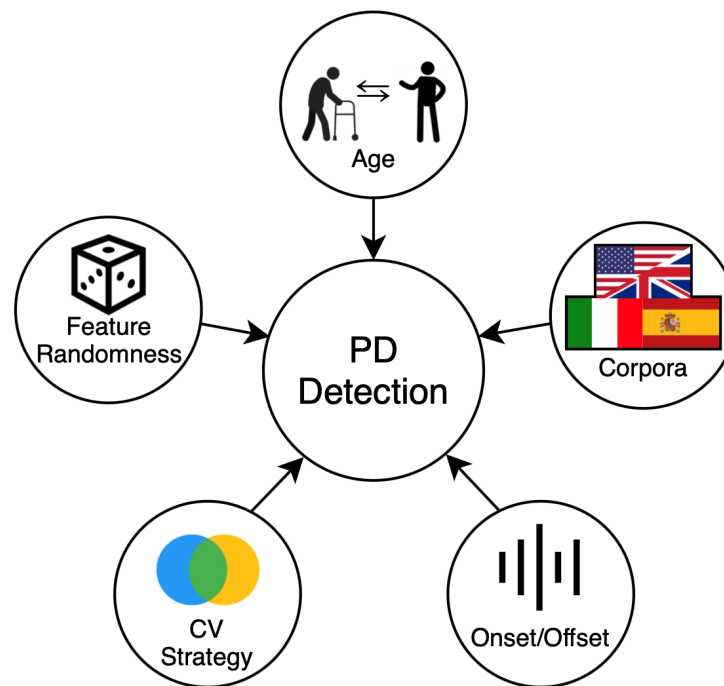 Age
Feature
Randomness
PD
Detection
Corpora
CV
Strategy
Onset/Offset